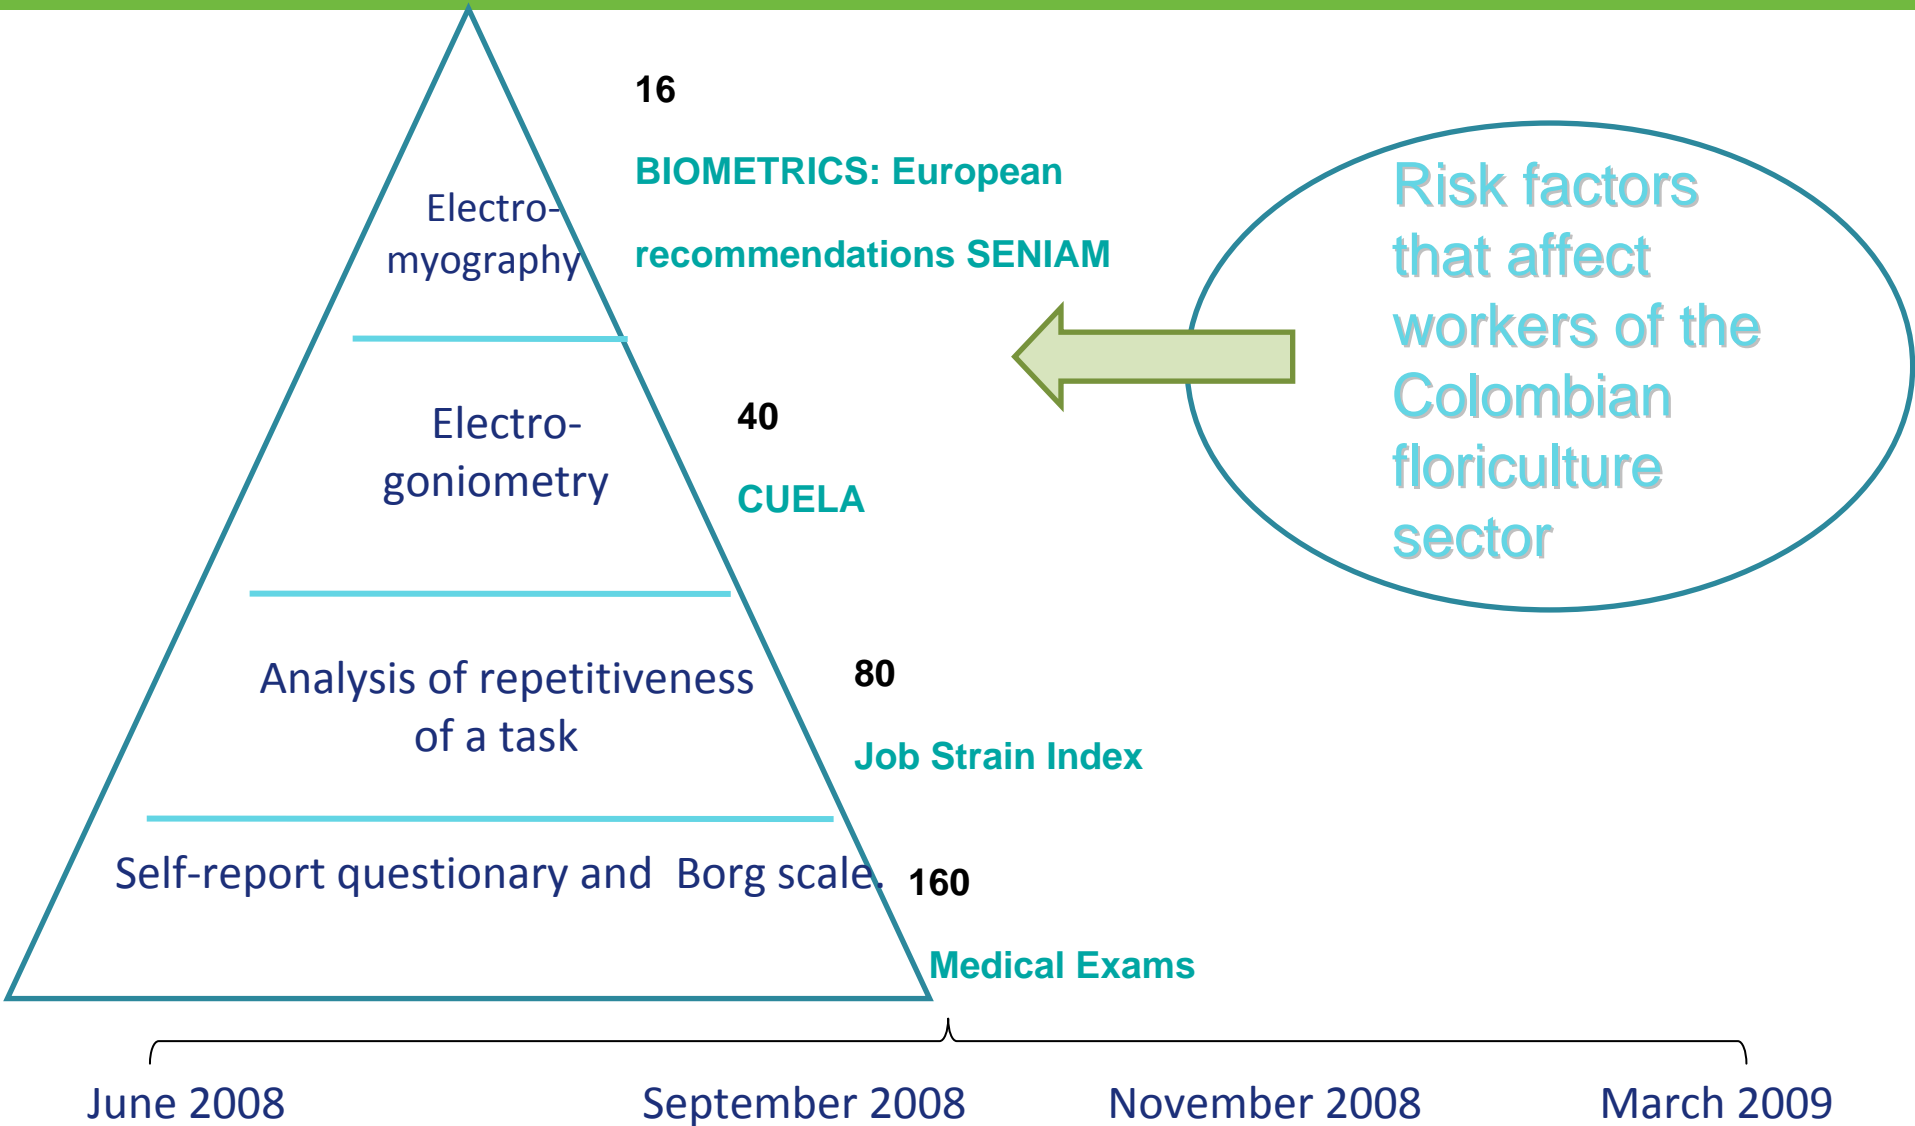 16
BIOMETRICS: European
recommendations SENIAM
Electro-
myography
Risk factors
that affect
workers of the
Colombian
floriculture
sector
Electro-
goniometry
40
CUELA
Analysis of repetitiveness
of a task
80
Job Strain Index
Self-report questionary and Borg scale.
160
Medical Exams
June 2008
September 2008
November 2008
March 2009